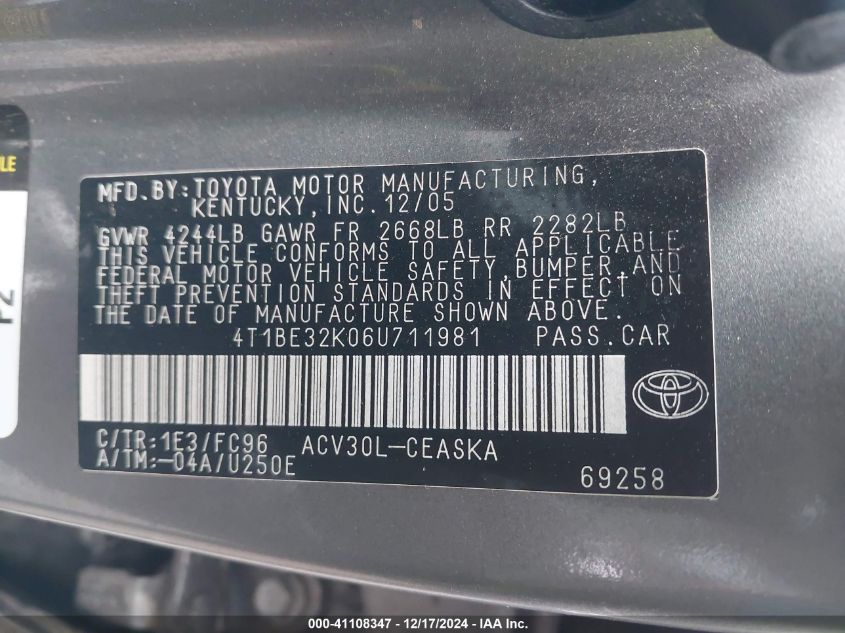 LE
12
MFD.BY:TOYOTA MOTOR MANUFACTURING,
KENTUCKY,INC.12/05
GVWR 4244LB GAWR FR 2668LB RR 2282LB
THIS VEHICLE CONFORMS TO ALL APPLICABLE
FEDERAL MOTOR VEHICLE SAFETY,BUMPER,AND
THEFT PREVENTION STANDARDS IN EFFECT ON
THE DATE OF MANUFACTURE SHOWN ABOVE.
4T1BE32K06U711981 PASS.CAR
C/TR:1E3/FC96 ACV30L-CEASKA
A/TM:-04A/U250E
69258
000-41108347 - 12/17/2024 - IAA Inc.